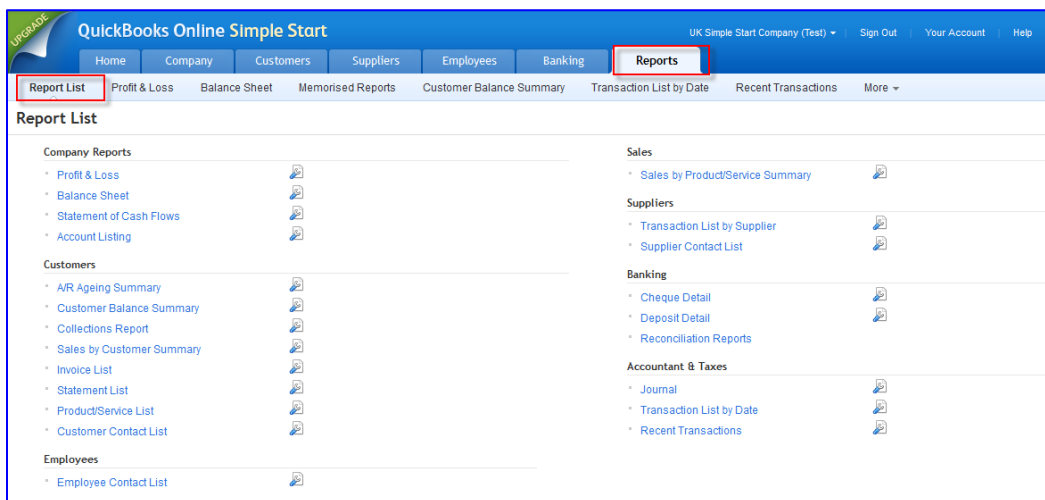 UPGRADE
QuickBooks Online Simple Start
UK Simple Start Company (Test) Sign Out Your Account Help
Home Company Customers Suppliers Employees Banking Reports
Report List Profit & Loss Balance Sheet Memorised Reports Customer Balance Summary Transaction List by Date Recent Transactions More
Report List
Company Reports
Profit & Loss
Balance Sheet
Statement of Cash Flows
Account Listing
Customers
A/R Ageing Summary
Customer Balance Summary
Collections Report
Sales by Customer Summary
Invoice List
Statement List
Product/Service List
Customer Contact List
Employees
Employee Contact List
Sales
Sales by Product/Service Summary
Suppliers
Transaction List by Supplier
Supplier Contact List
Banking
Cheque Detail
Deposit Detail
Reconciliation Reports
Accountant & Taxes
Journal
Transaction List by Date
Recent Transactions